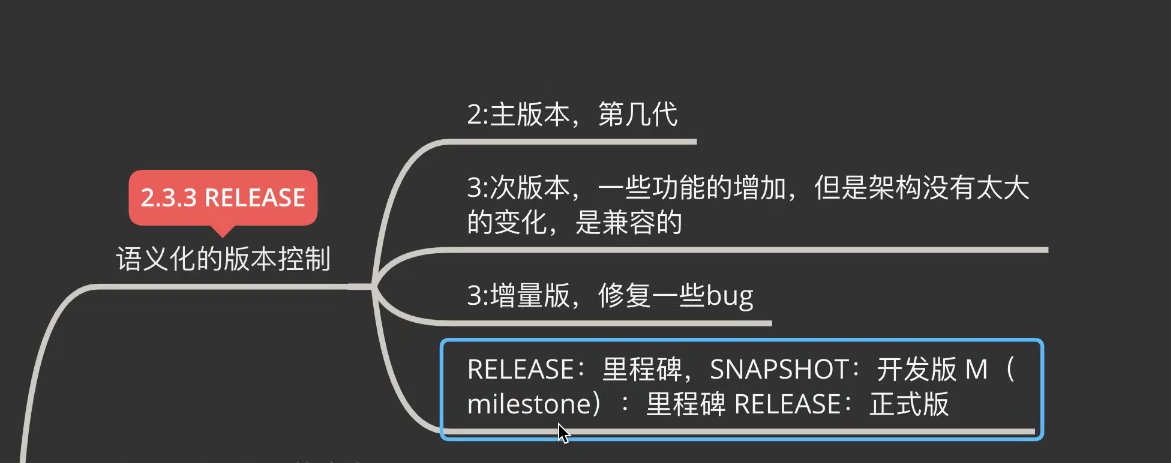 2:主版本，第几代
3:次版本，一些功能的增加，但是架构没有太大
的变化，是兼容的
2.3.3 RELEASE
语义化的版本控制
3:增量版，修复一些bug
RELEASE：里程碑，SNAPSHOT：开发版 M（
milestone）：里程碑 RELEASE：正式版